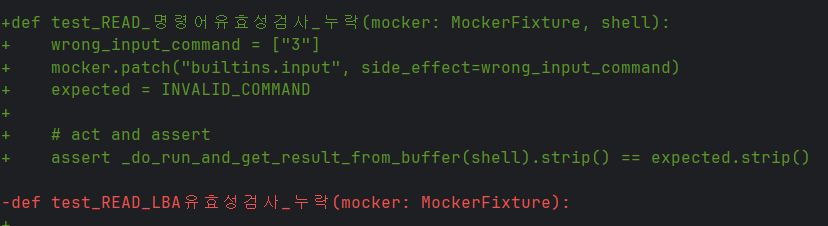 +def test_READ_명령어유효성검사_누락(mocker: MockerFixture, shell):
+    wrong_input_command = ["3"]
+    mocker.patch("builtins.input", side_effect=wrong_input_command)
+    expected = INVALID_COMMAND
+
+    # act and assert
+    assert _do_run_and_get_result_from_buffer(shell).strip() == expected.strip()

-def test_READ_LBA유효성검사_누락(mocker: MockerFixture):
+